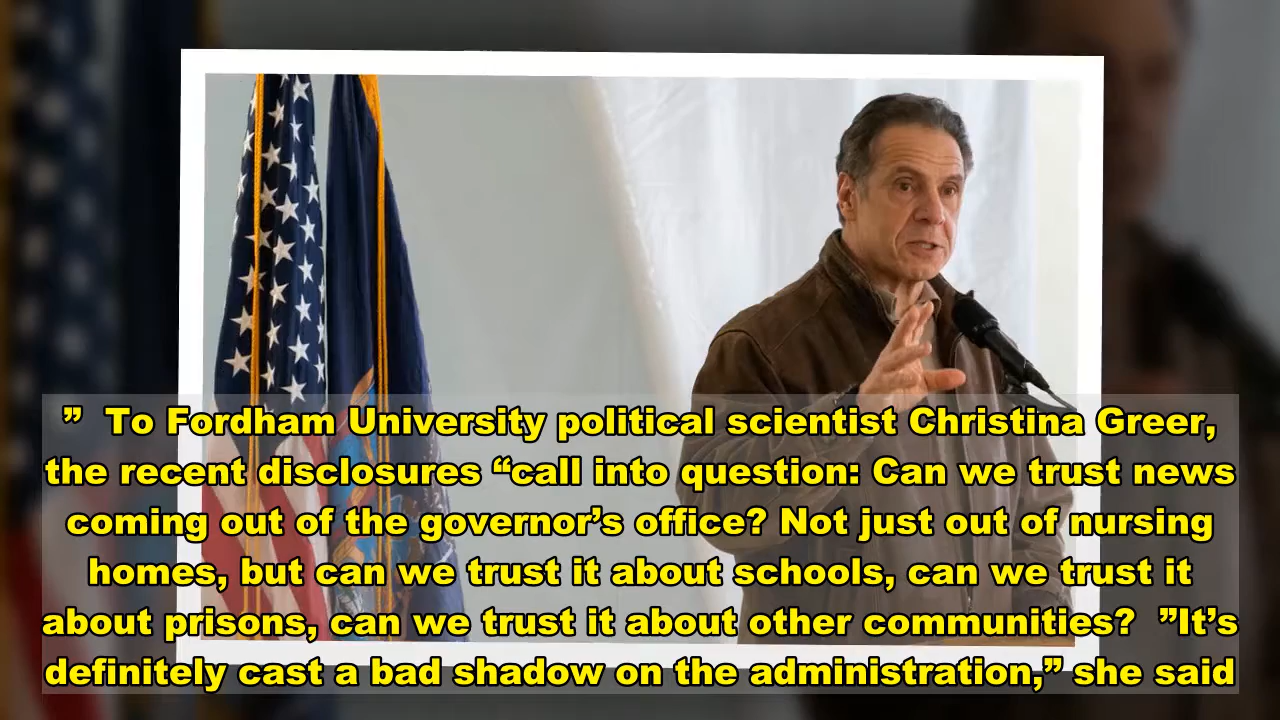 ”  To Fordham University political scientist Christina Greer,
the recent disclosures “call into question: Can we trust news
coming out of the governor’s office? Not just out of nursing
homes, but can we trust it about schools, can we trust it
about prisons, can we trust it about other communities?  ”It’s
definitely cast a bad shadow on the administration,” she said